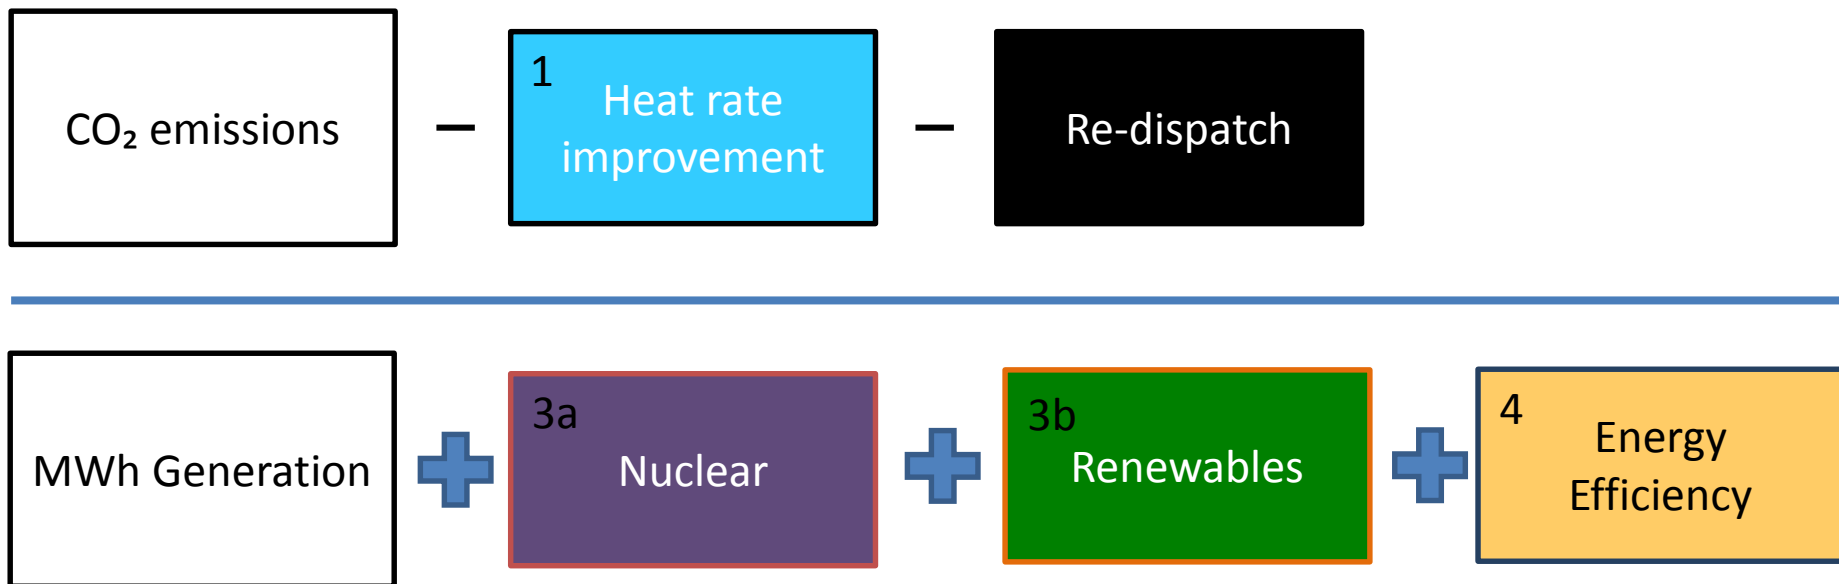 CO₂ emissions
–
1
Heat rate
improvement
–
Re-dispatch
MWh Generation
3a
Nuclear
3b
Renewables
4
Energy
Efficiency